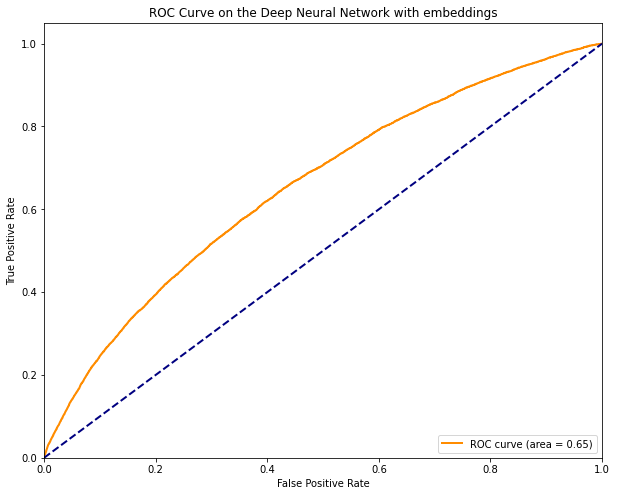 ROC Curve on the Deep Neural Network with embeddings
1.0
0.8
0.6
0.4
0.2
0.0
True Positive Rate
0.0 0.2 0.4 0.6 0.8 1.0
False Positive Rate
ROC curve (area = 0.65)